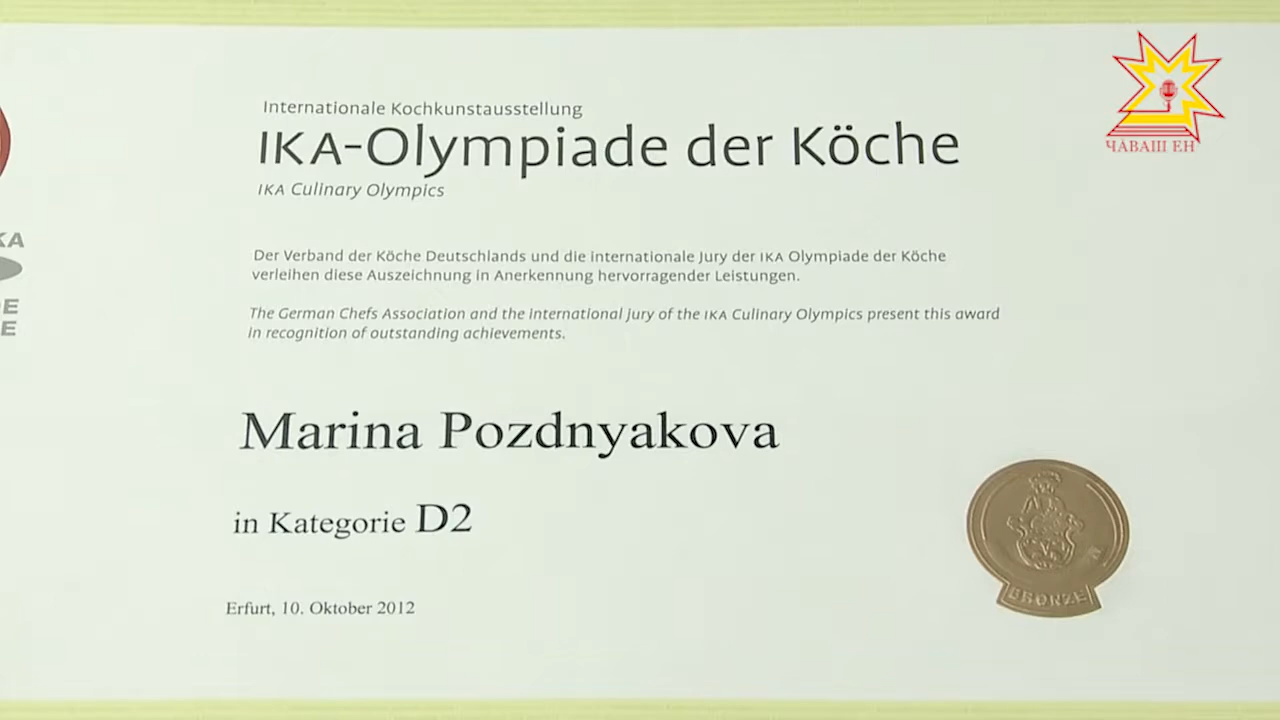 ЧӐВАШ ЕН
Internationale Kochkunstausstellung
IKA-Olympiade der Köche
IKA Culinary Olympics
KA
Der Verband der Köche Deutschlands und die internationale Jury der IKA Olympiade der Köche
verleihen diese Auszeichnung in Anerkennung hervorragender Leistungen.
DE
E
The German Chefs Association and the international jury of the IKA Culinary Olympics present this award
in recognition of outstanding achievements.
Marina Pozdnyakova
in Kategorie D2
BRONZE
Erfurt, 10. Oktober 2012